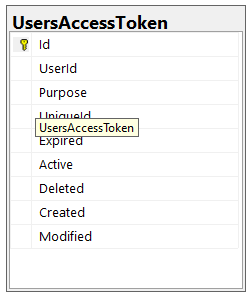 UsersAccessToken
Id
UserId
Purpose
UniqueId
UsersAccessToken
Expired
Active
Deleted
Created
Modified